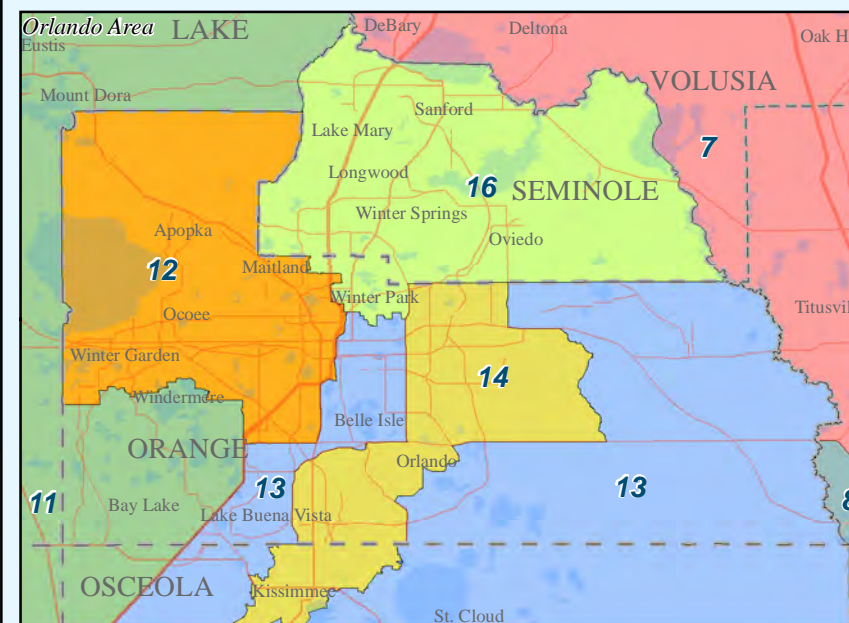 Orlando Area
LAKE
DeBary
Deltona
Oak H
Eustis
VOLUSIA
Mount Dora
Sanford
Lake Mary
7
Longwood
16
SEMINOLE
Winter Springs
Apopka
Oviedo
12
Maitland
Winter Park
Ocoee
Titusvil
Winter Garden
14
Windermere
Belle Isle
ORANGE
Orlando
13
13
11
Bay Lake
8
Lake Buena Vista
OSCEOLA
Kissimmee
St. Cloud